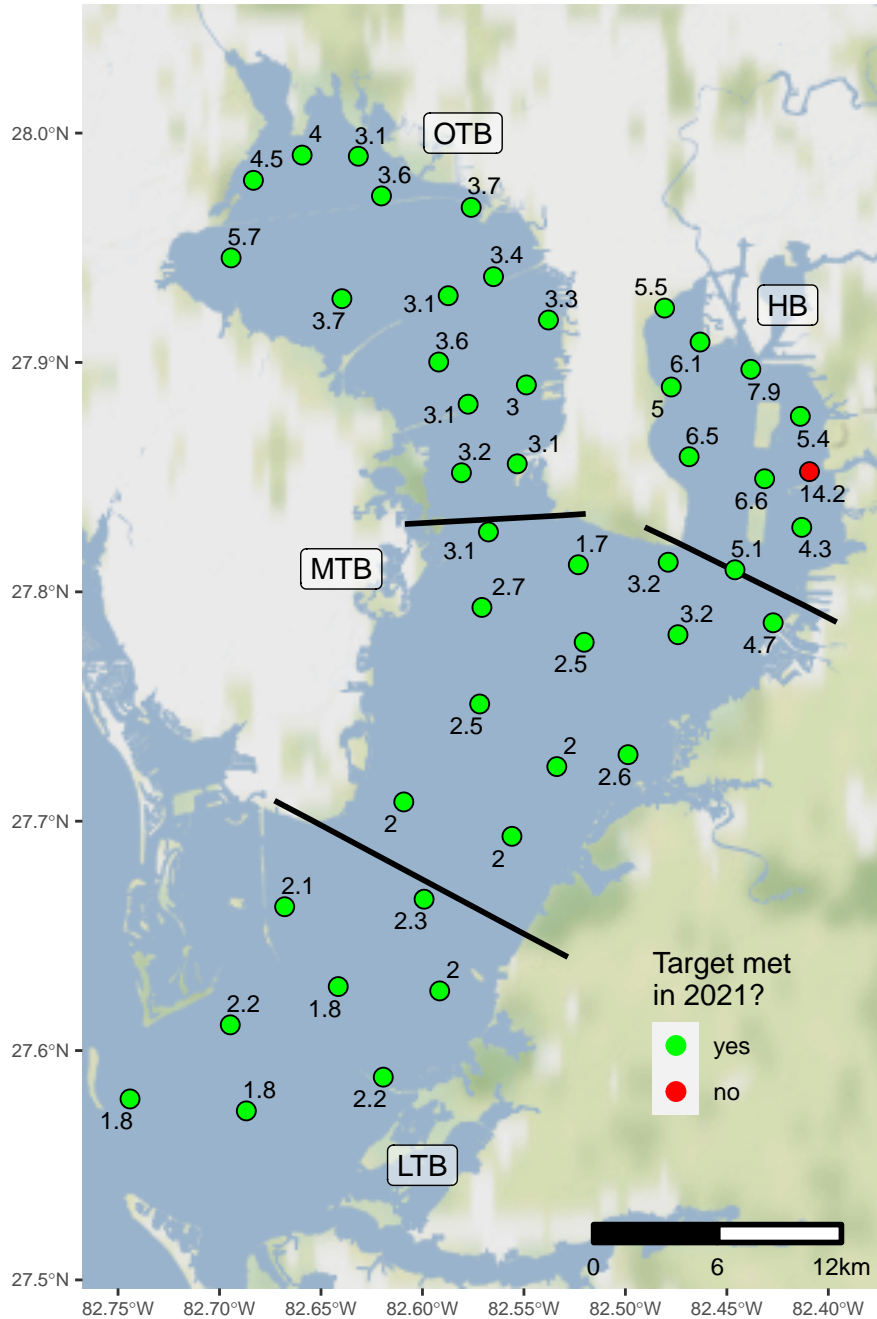 28.0°N
27.9°N
27.8°N
27.7°N
27.6°N
27.5°N
OTB
4
3.1
4.5
3.6
3.7
5.7
3.4
3.1
3.3
3.7
3.6
3.1
3
3.2
3.1
HB
5.5
6.1
7.9
5
5.4
6.5
6.6
14.2
4.3
5.1
MTB
3.1
1.7
3.2
2.7
3.2
4.7
2.5
2.5
2
2.6
2
2
2.1
2.3
1.8
2
2.2
1.8
1.8
2.2
LTB
Target met
in 2021?
yes
no
0 6 12km
82.75°W 82.70°W 82.65°W 82.60°W 82.55°W 82.50°W 82.45°W 82.40°W